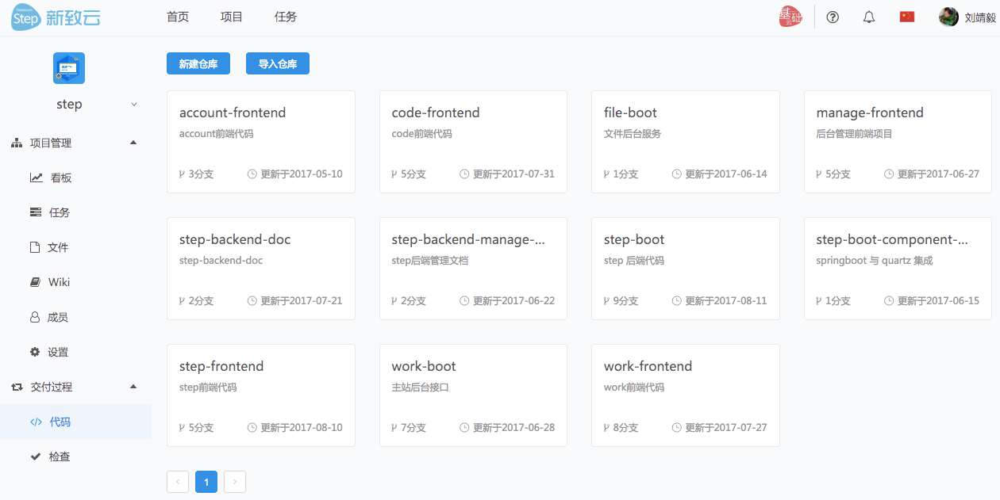 Step 新致云
首页 项目 任务
基础云
刘婧毅
step
项目管理
看板
任务
文件
Wiki
成员
设置
交付过程
代码
检查
新建仓库 导入仓库
account-frontend
account前端代码
3分支 更新于2017-05-10
code-frontend
code前端代码
5分支 更新于2017-07-31
file-boot
文件后台服务
1分支 更新于2017-06-14
manage-frontend
后台管理前端项目
5分支 更新于2017-06-27
step-backend-doc
step-backend-doc
2分支 更新于2017-07-21
step-backend-manage-...
step后端管理文档
2分支 更新于2017-06-22
step-boot
step 后端代码
9分支 更新于2017-08-11
step-boot-component-...
springboot 与 quartz 集成
1分支 更新于2017-06-15
step-frontend
step前端代码
5分支 更新于2017-08-10
work-boot
主站后台接口
7分支 更新于2017-06-28
work-frontend
work前端代码
8分支 更新于2017-07-27
< 1 >